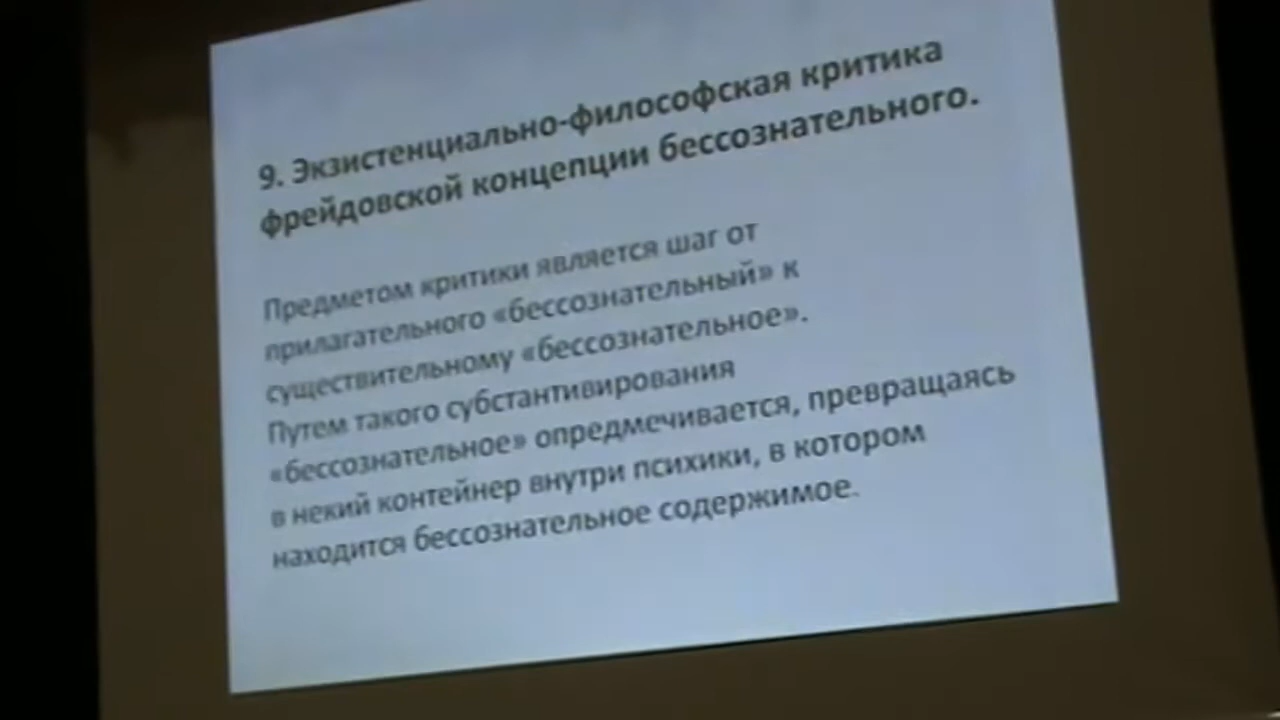 9. Экзистенциально-философская критика
фрейдовской концепции бессознательного.
Предметом критики является шаг от
прилагательного «бессознательный» к
существительному «бессознательное».
Путем такого субстантивирования
«бессознательное» опредмечивается, превращаясь
в некий контейнер внутри психики, в котором
находится бессознательное содержимое.